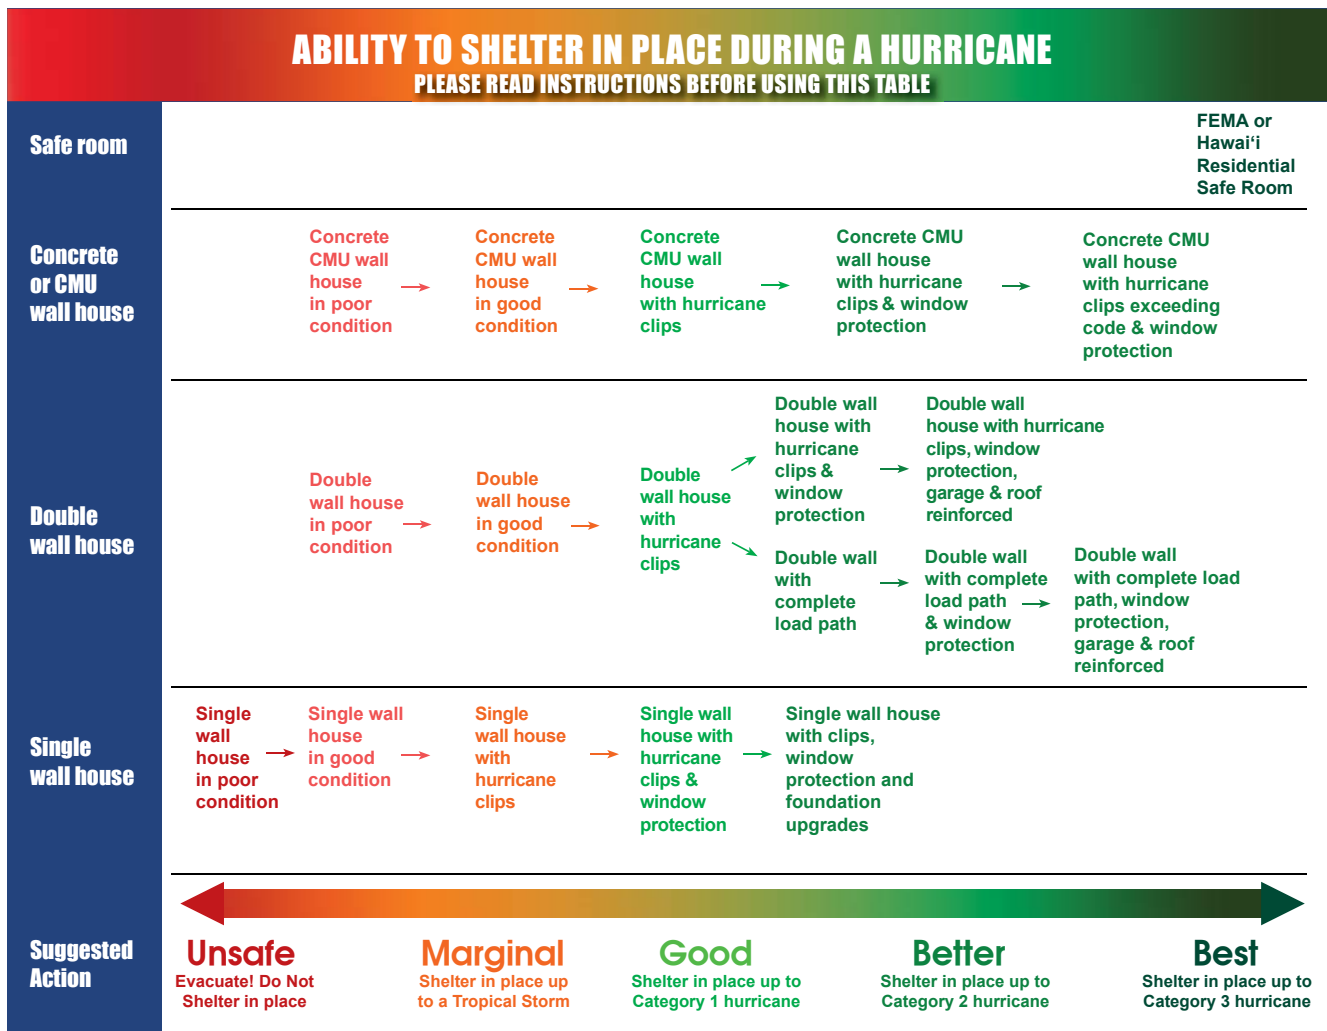 ABILITY TO SHELTER IN PLACE DURING A HURRICANE
PLEASE READ INSTRUCTIONS BEFORE USING THIS TABLE
Safe room
FEMA or
Hawai‘i
Residential
Safe Room
Concrete
or CMU
wall house
Concrete
CMU wall
house
in poor
condition
Concrete
CMU wall
house
in good
condition
Concrete
CMU wall
house
with hurricane
clips
Concrete CMU
wall house
with hurricane
clips & window
protection
Concrete CMU
wall house
with hurricane
clips exceeding
code & window
protection
Double
wall house
Double
wall house
in poor
condition
Double
wall house
in good
condition
Double
wall house
with
hurricane
clips
Double wall
house with
hurricane
clips &
window
protection
Double wall
house with hurricane
clips, window
protection,
garage & roof
reinforced
Double wall
with
complete
load path
Double wall
with complete
load path
& window
protection
Double wall
with complete load
path, window
protection,
garage & roof
reinforced
Single
wall house
Single
wall
house
in poor
condition
Single wall
house
in good
condition
Single
wall house
with
hurricane
clips
Single wall
house with
hurricane
clips &
window
protection
Single wall house
with clips,
window
protection and
foundation
upgrades
Suggested
Action
Unsafe
Evacuate! Do Not
Shelter in place
Marginal
Shelter in place up
to a Tropical Storm
Good
Shelter in place up to
Category 1 hurricane
Better
Shelter in place up to
Category 2 hurricane
Best
Shelter in place up to
Category 3 hurricane